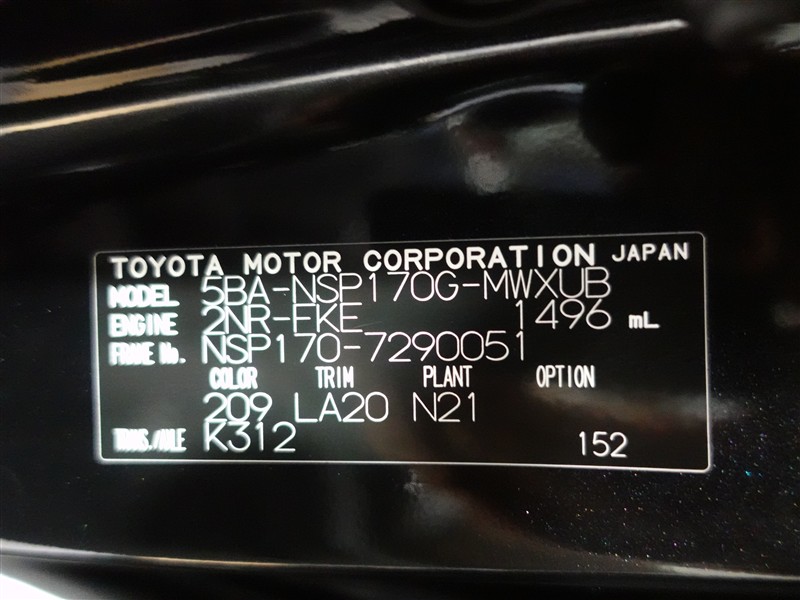 TOYOTA MOTOR CORPORATION JAPAN
MODEL 5BA-NSP170G-MWXUB
ENGINE 2NR-FKE 1496 mL
FRAME No. NSP170-7290051
COLOR TRIM PLANT OPTION
209 LA20 N21
TRANS./AXLE K312 152